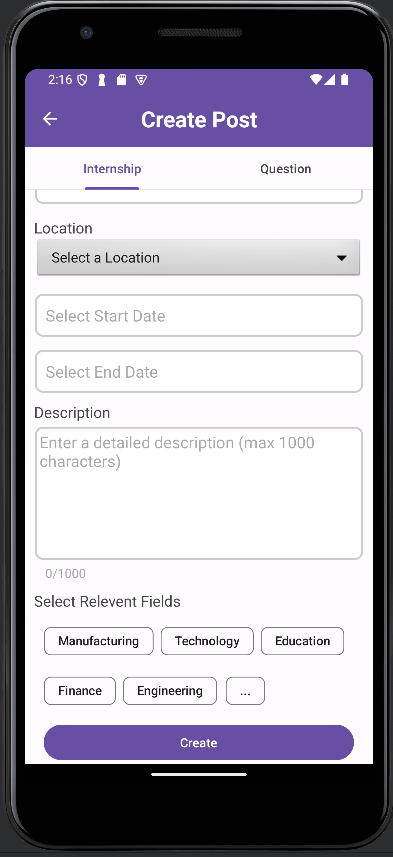 2:16
Create Post
Internship
Question
Location
Select a Location
Select Start Date
Select End Date
Description
Enter a detailed description (max 1000
characters)
0/1000
Select Relevent Fields
Manufacturing Technology Education
Finance Engineering ...
Create